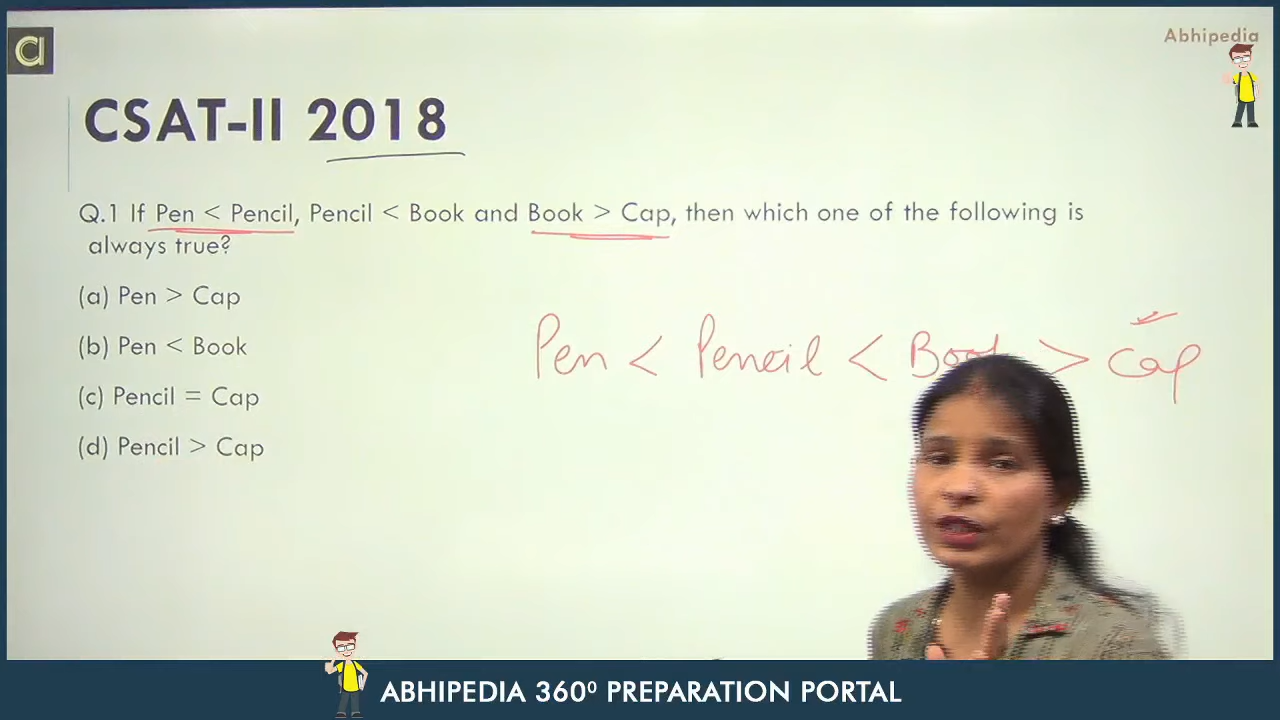 Abhipedia
CSAT-II 2018
Q.1 If Pen < Pencil, Pencil < Book and Book > Cap, then which one of the following is
always true?
(a) Pen > Cap
(b) Pen < Book
(c) Pencil = Cap
(d) Pencil > Cap
Pen < Pencil < Book > Cap
ABHIPEDIA 360⁰ PREPARATION PORTAL